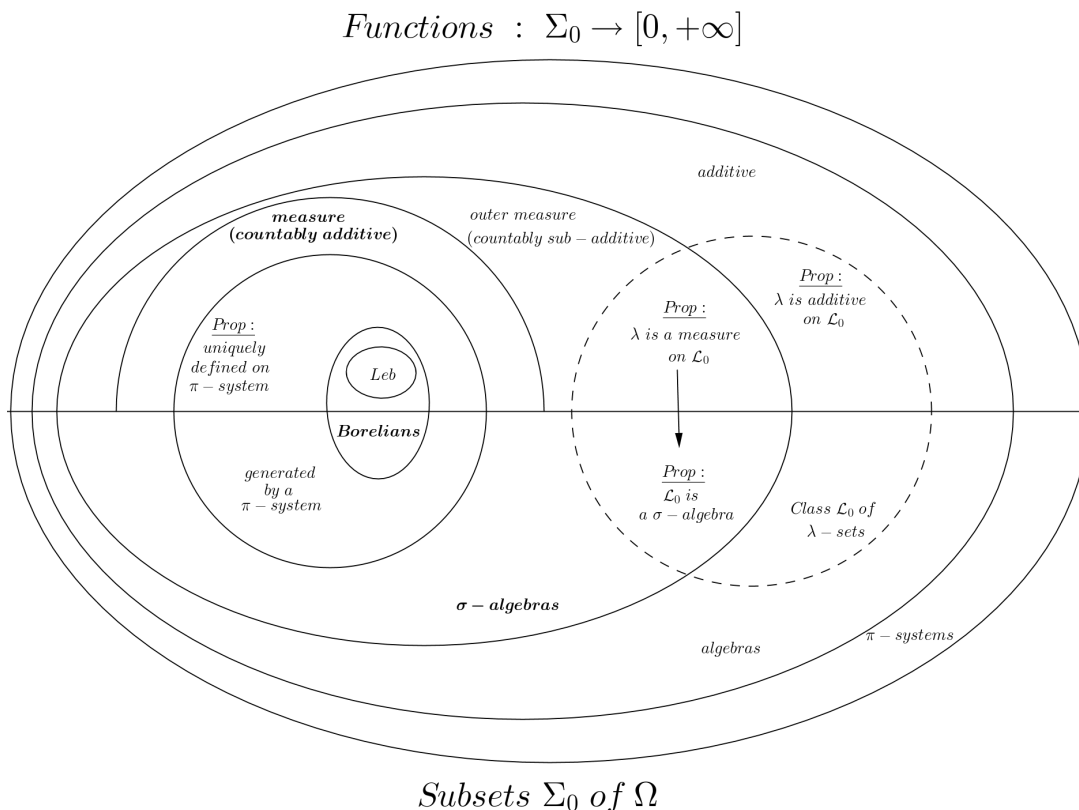 Functions : Σ₀ → [0, +∞]
additive
measure
(countably additive)
outer measure
(countably sub − additive)
Prop :
uniquely
defined on
π − system
Leb
Prop :
λ is a measure
on ℒ₀
Prop :
λ is additive
on ℒ₀
Borelians
generated
by a
π − system
Prop :
ℒ₀ is
a σ − algebra
Class ℒ₀ of
λ − sets
σ − algebras
algebras
π − systems
Subsets Σ₀ of Ω